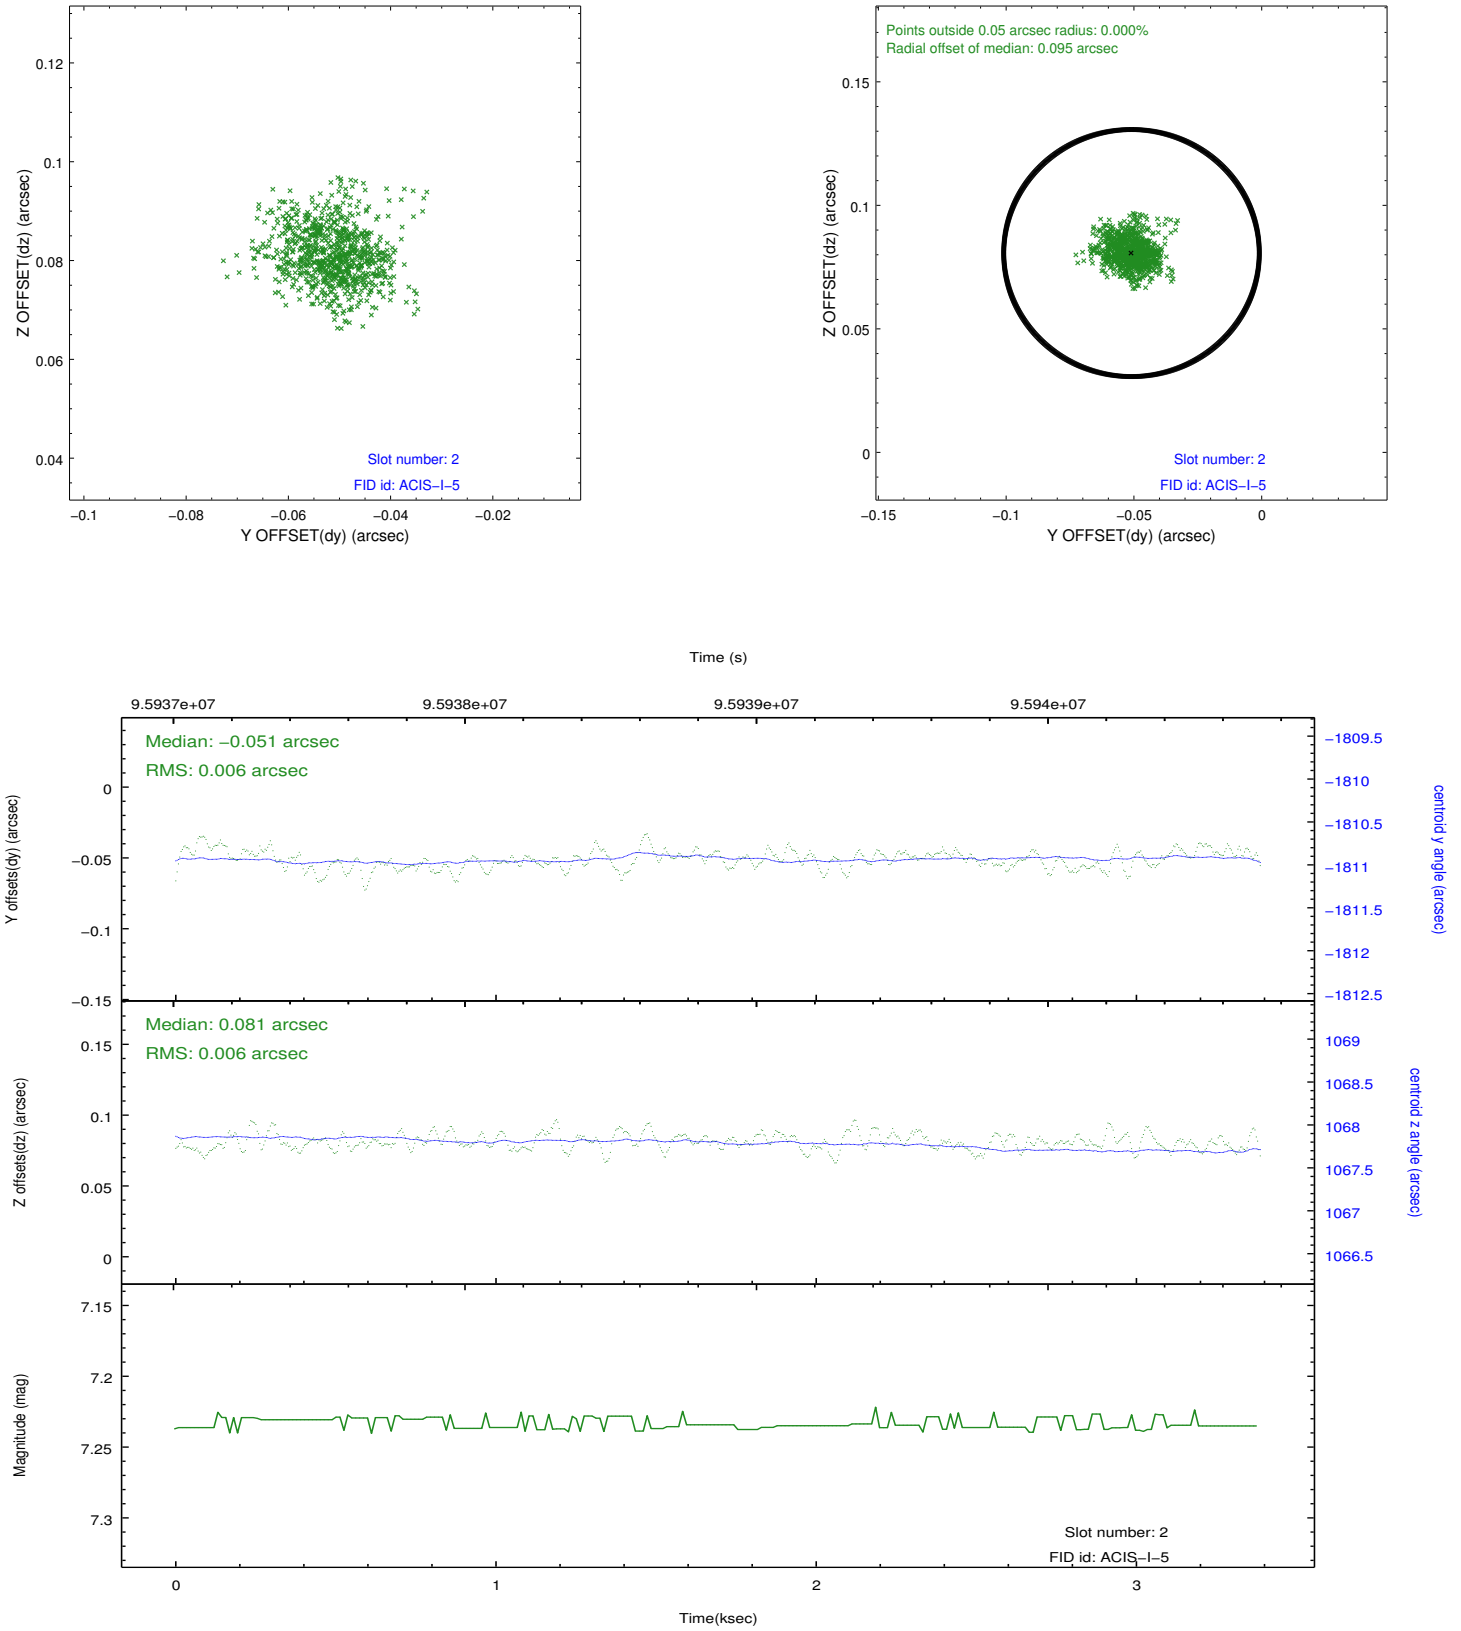 0.12
0.1
0.08
0.06
0.04
Z OFFSET(dz) (arcsec)
Slot number: 2
FID id: ACIS−I−5
−0.1
−0.08
−0.06
−0.04
−0.02
Y OFFSET(dy) (arcsec)
Points outside 0.05 arcsec radius: 0.000%
Radial offset of median: 0.095 arcsec
0.15
0.1
0.05
0
Z OFFSET(dz) (arcsec)
Slot number: 2
FID id: ACIS−I−5
−0.15
−0.1
−0.05
0
Y OFFSET(dy) (arcsec)
Time (s)
9.5937e+07
9.5938e+07
9.5939e+07
9.594e+07
Median: −0.051 arcsec
RMS: 0.006 arcsec
0
−0.05
−0.1
−0.15
Y offsets(dy) (arcsec)
−1809.5
−1810
−1810.5
−1811
−1811.5
−1812
−1812.5
centroid y angle (arcsec)
Median: 0.081 arcsec
RMS: 0.006 arcsec
0.15
0.1
0.05
0
Z offsets(dz) (arcsec)
1069
1068.5
1068
1067.5
1067
1066.5
centroid z angle (arcsec)
7.15
7.2
7.25
7.3
Magnitude (mag)
Slot number: 2
FID id: ACIS−I−5
0
1
2
3
Time(ksec)